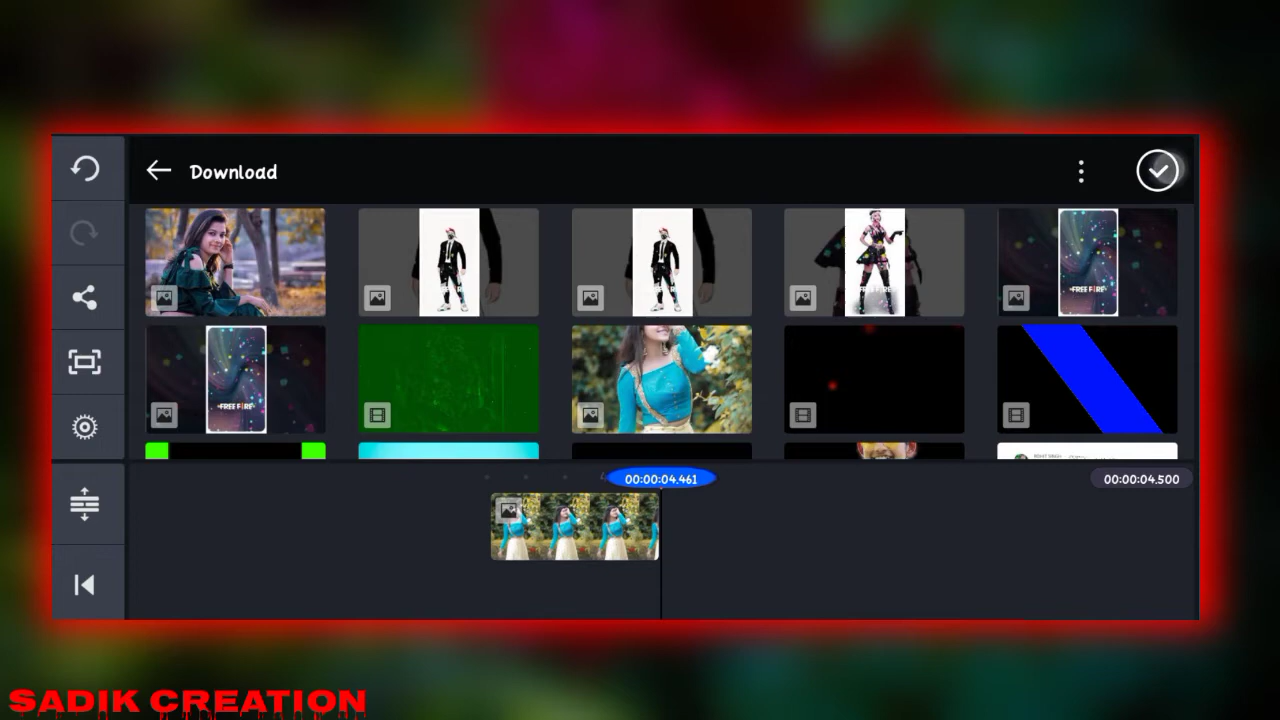 Download
FREE FIRE
FREE FIRE
00:00:04.461
00:00:04.500
SADIK CREATION